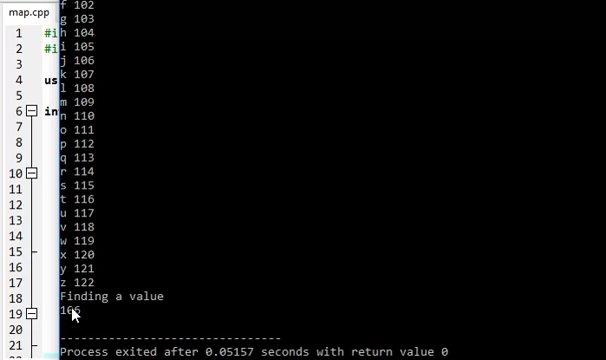 map.cpp
f 102
g 103
h 104
i 105
j 106
k 107
l 108
m 109
n 110
o 111
p 112
q 113
r 114
s 115
t 116
u 117
v 118
w 119
x 120
y 121
z 122
Finding a value
106
--------------------------------
Process exited after 0.05157 seconds with return value 0
1 #i
2 #i
3
4 us
5
6 in
7
8
9
10
11
12
13
14
15
16
17
18
19
20
21